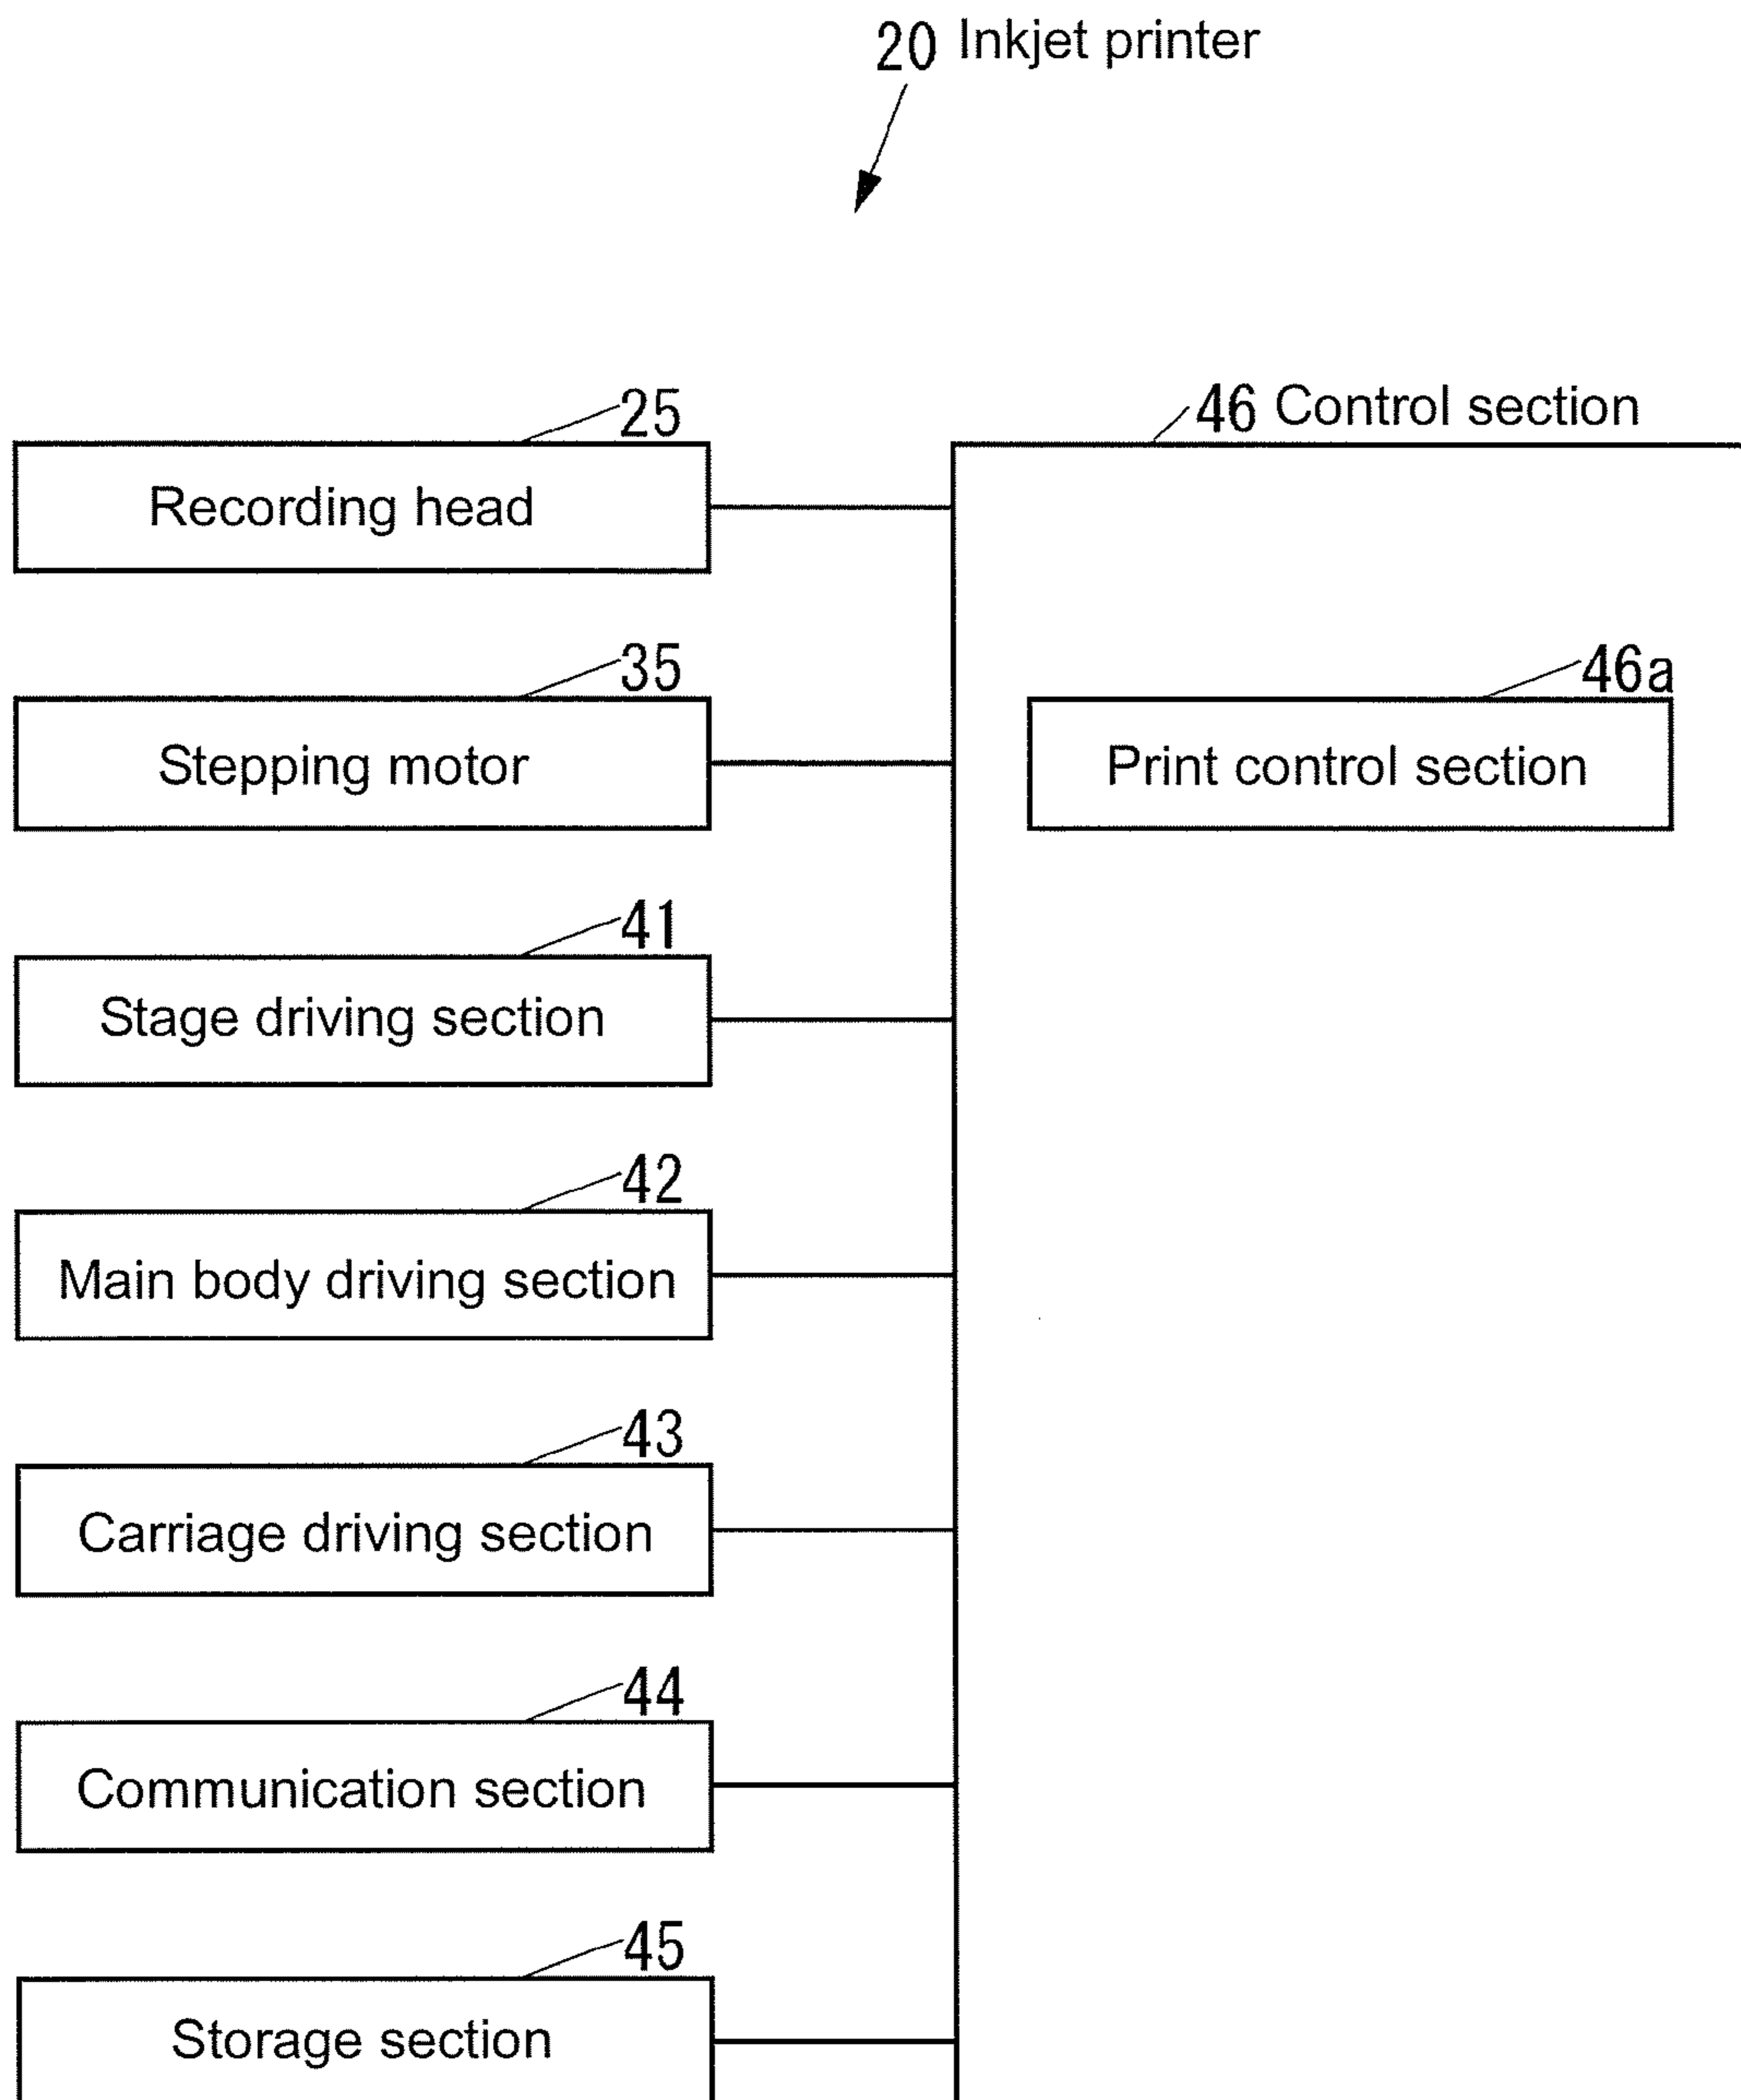 20 Inkjet printer
25
Recording head
35
Stepping motor
41
Stage driving section
42
Main body driving section
43
Carriage driving section
44
Communication section
45
Storage section
46 Control section
46a
Print control section